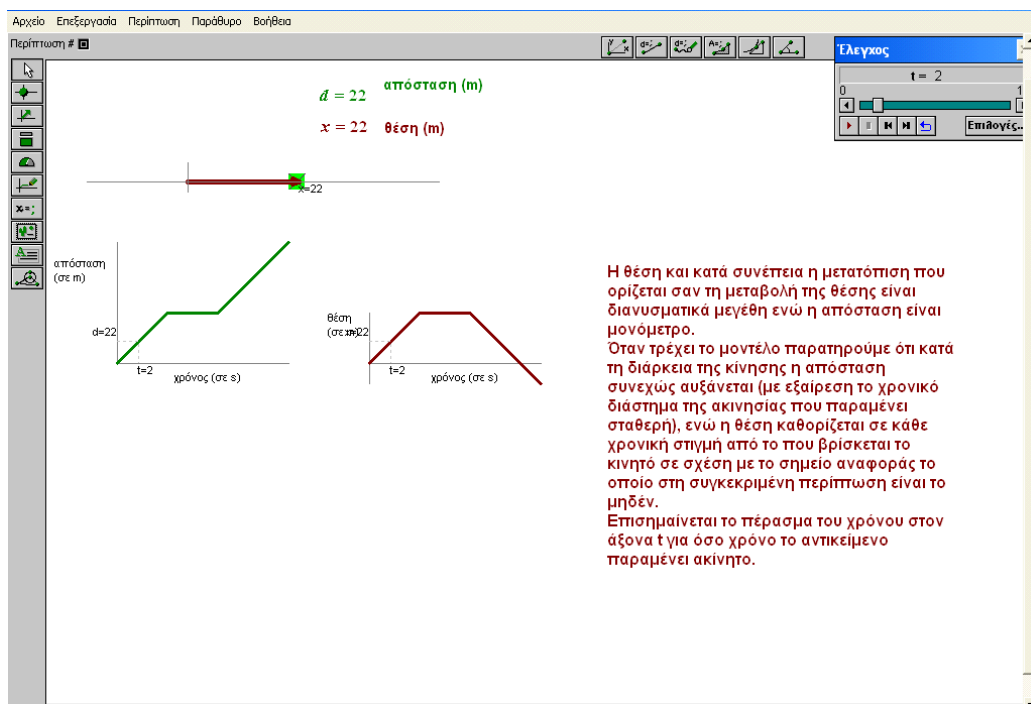 Αρχείο Επεξεργασία Περίπτωση Παράθυρο Βοήθεια
Περίπτωση #
Έλεγχος
t = 2
0
1
Επιλογές..
d = 22 απόσταση (m)
x = 22 θέση (m)
x=22
απόσταση
(σε m)
d=22
t=2
χρόνος (σε s)
θέση
(σε
t=2
χρόνος (σε s)
Η θέση και κατά συνέπεια η μετατόπιση που
ορίζεται σαν τη μεταβολή της θέσης είναι
διανυσματικά μεγέθη ενώ η απόσταση είναι
μονόμετρο.
Όταν τρέχει το μοντέλο παρατηρούμε ότι κατά
τη διάρκεια της κίνησης η απόσταση
συνεχώς αυξάνεται (με εξαίρεση το χρονικό
διάστημα της ακινησίας που παραμένει
σταθερή), ενώ η θέση καθορίζεται σε κάθε
χρονική στιγμή από το που βρίσκεται το
κινητό σε σχέση με το σημείο αναφοράς το
οποίο στη συγκεκριμένη περίπτωση είναι το
μηδέν.
Επισημαίνεται το πέρασμα του χρόνου στον
άξονα t για όσο χρόνο το αντικείμενο
παραμένει ακίνητο.